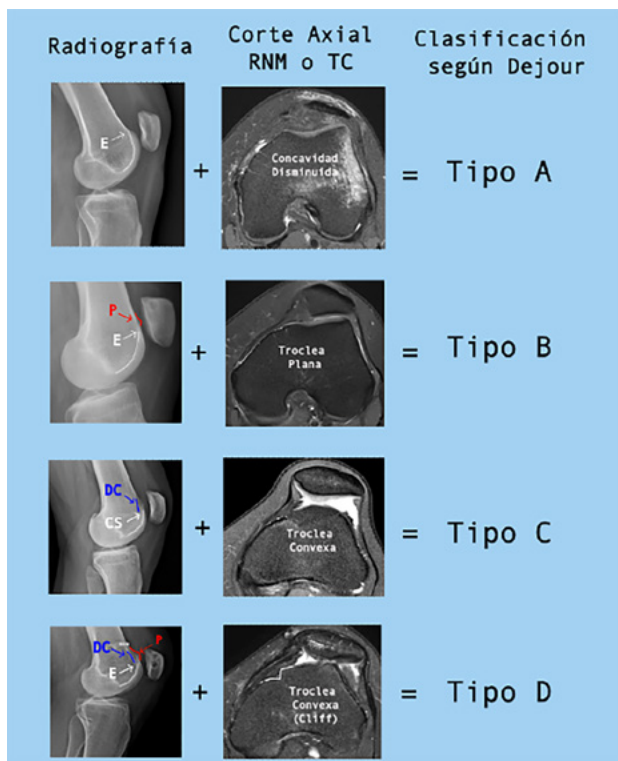 Radiografía
Corte Axial
RNM o TC
Clasificación
según Dejour
E
+
Concavidad
Disminuida
= Tipo A
P
E
+
Troclea
Plana
= Tipo B
DC
CS
+
Troclea
Convexa
= Tipo C
DC
P
E
+
Troclea
Convexa
(Cliff)
= Tipo D